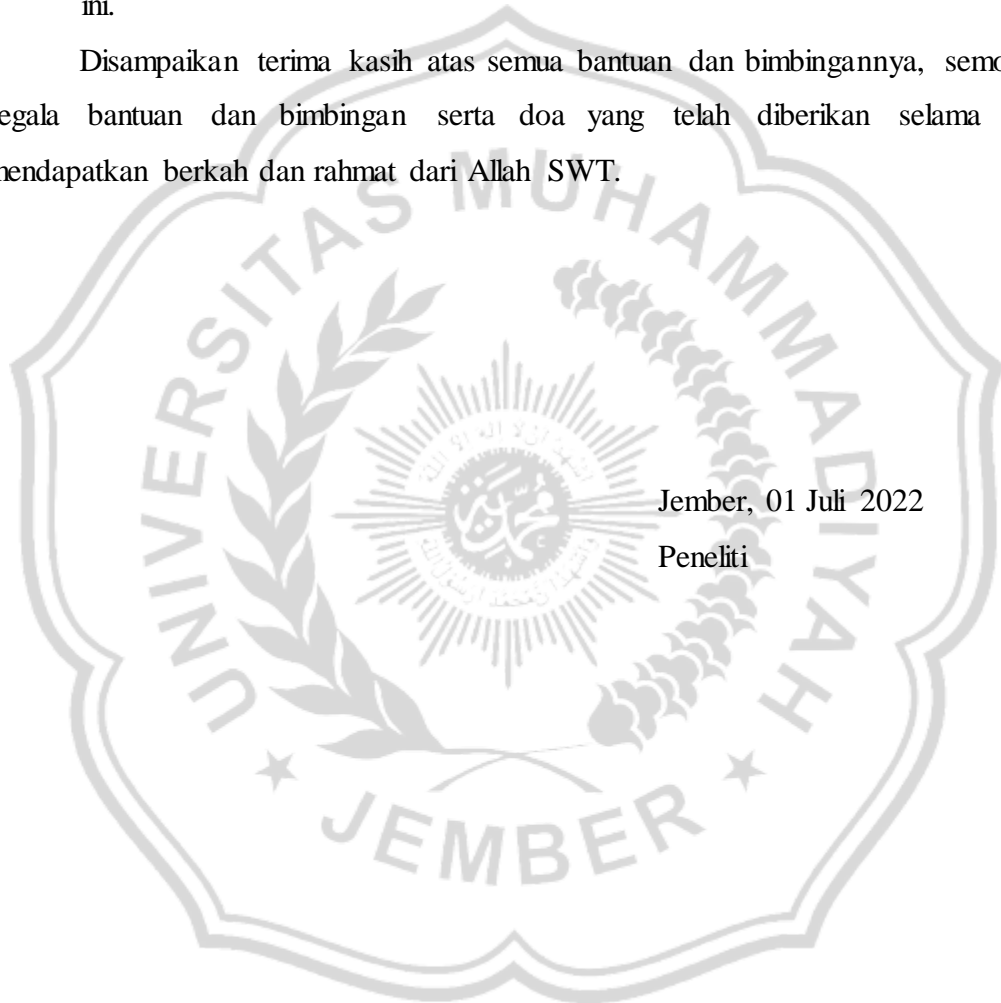 ini.
Disampaikan terima kasih atas semua bantuan dan bimbingannya, semo
egala bantuan dan bimbingan serta doa yang telah diberikan selama
mendapatkan berkah dan rahmat dari Allah SWT.
UNIVERSITAS MUHAMMADIYAH
JEMBER
Jember, 01 Juli 2022
Peneliti